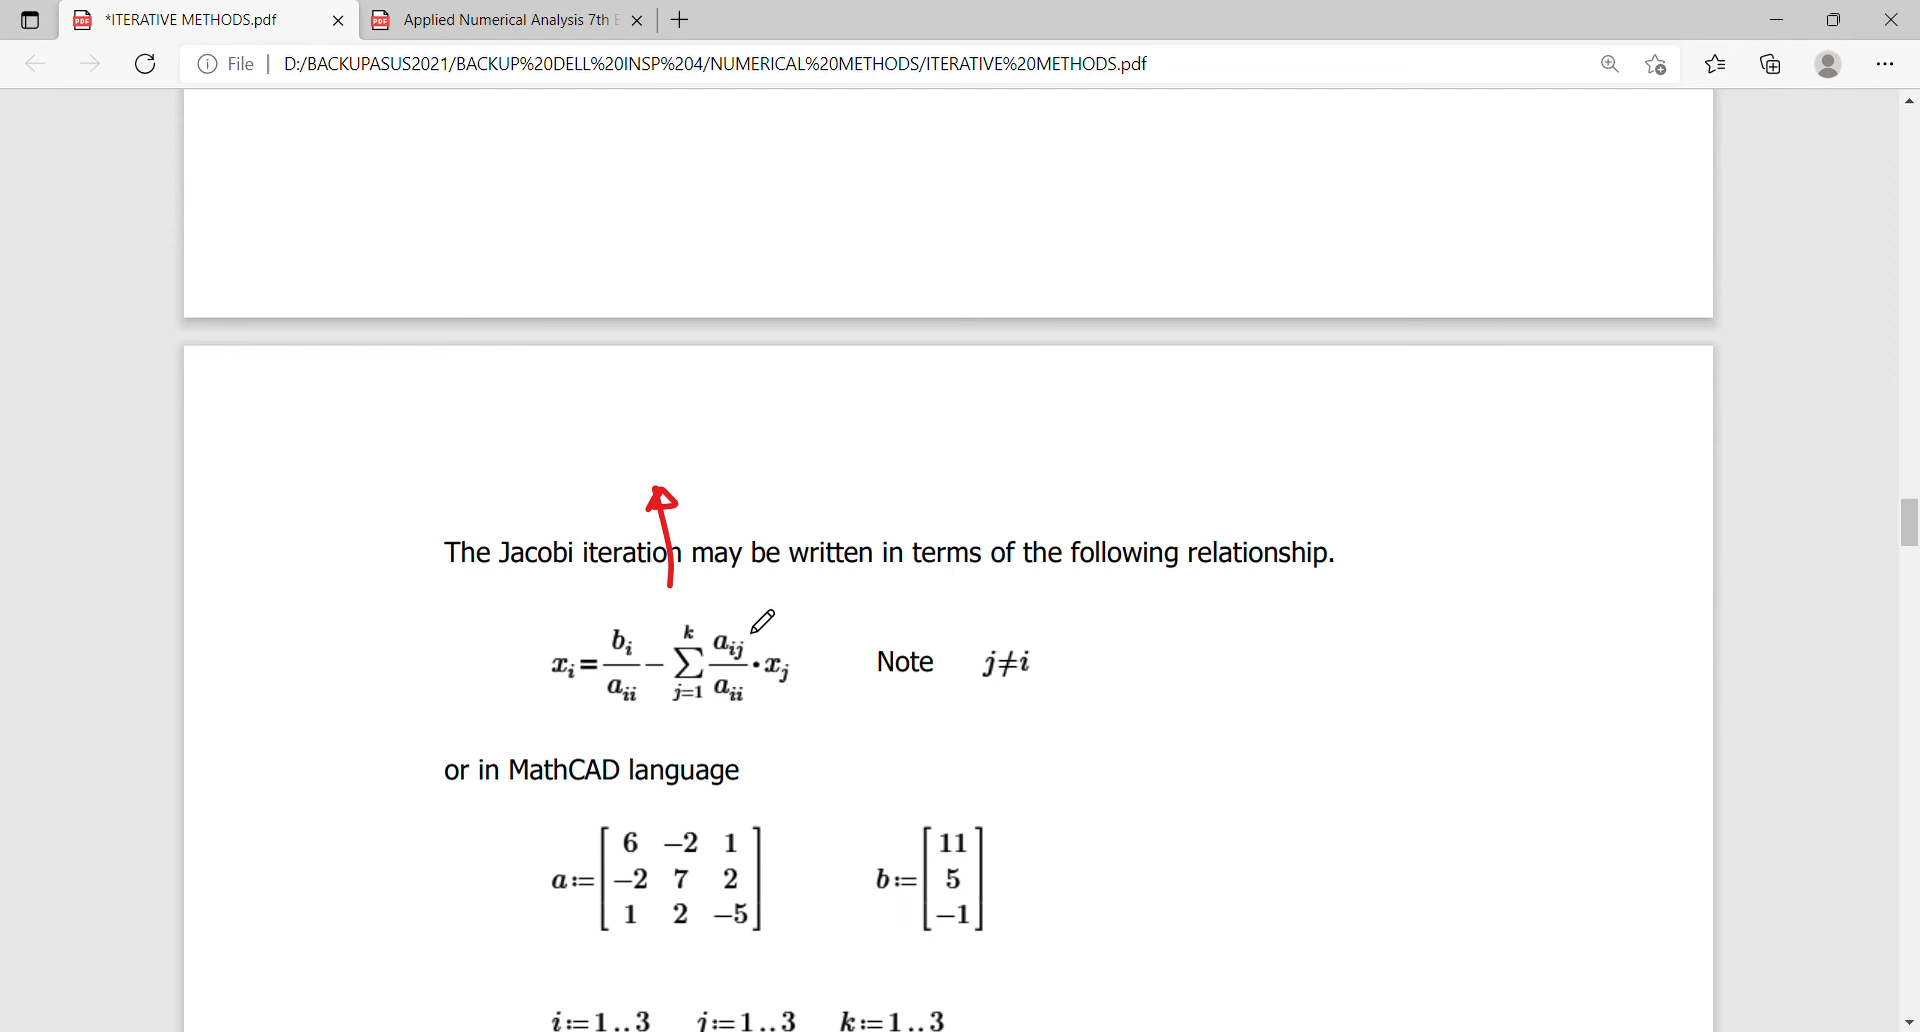 *ITERATIVE METHODS.pdf
Applied Numerical Analysis 7th E
File | D:/BACKUPASUS2021/BACKUP%20DELL%20INSP%204/NUMERICAL%20METHODS/ITERATIVE%20METHODS.pdf
The Jacobi iteration may be written in terms of the following relationship.
x_i = b_i/a_ii − ∑_{j=1}^{k} a_ij/a_ii · x_j Note j≠i
or in MathCAD language
a := [6 −2 1; −2 7 2; 1 2 −5] b := [11; 5; −1]
i := 1..3 j := 1..3 k := 1..3